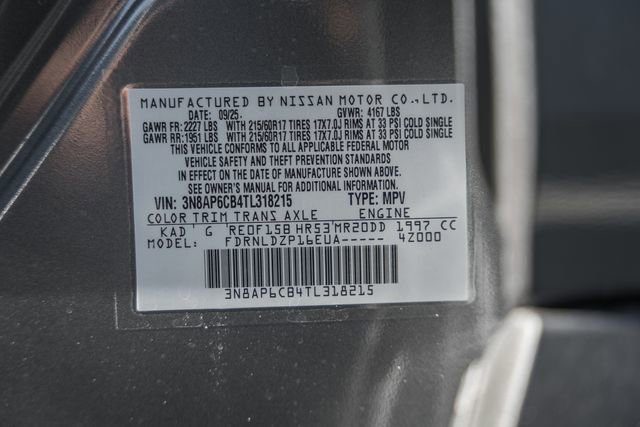 MANUFACTURED BY NISSAN MOTOR CO.,LTD.
DATE: 09/25. GVWR: 4167 LBS
GAWR FR: 2227 LBS WITH 215/60R17 TIRES 17X7.0J RIMS AT 33 PSI COLD SINGLE
GAWR RR: 1951 LBS WITH 215/60R17 TIRES 17X7.0J RIMS AT 33 PSI COLD SINGLE
THIS VEHICLE CONFORMS TO ALL APPLICABLE FEDERAL MOTOR
VEHICLE SAFETY AND THEFT PREVENTION STANDARDS
IN EFFECT ON THE DATE OF MANUFACTURE SHOWN ABOVE.
SEE OWNER'S MANUAL FOR ADDITIONAL INFORMATION.
VIN: 3N8AP6CB4TL318215 TYPE: MPV
COLOR TRIM TRANS AXLE ENGINE
KAD G RE0F15B HR53 MR20DD 1997 CC
MODEL: FDRNLDZP16EUA----- 4Z000
3N8AP6CB4TL318215